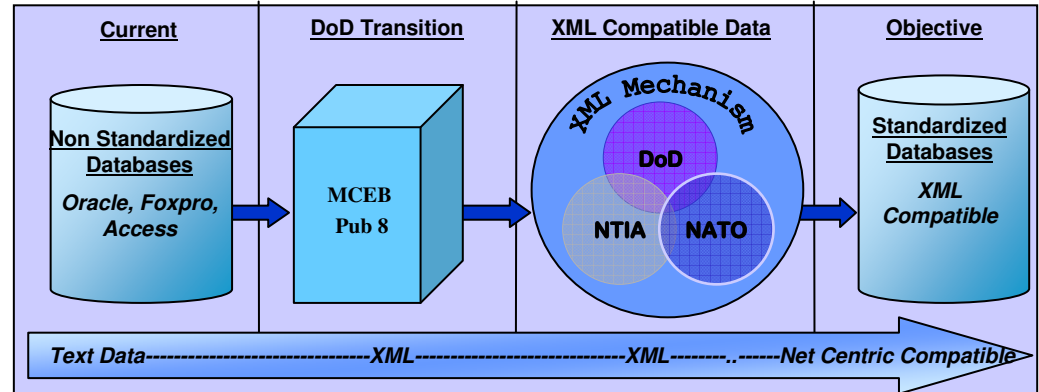 Current
DoD Transition
XML Compatible Data
Objective
Non Standardized
Databases
Oracle, Foxpro,
Access
MCEB
Pub 8
XML Mechanism
DoD
NTIA
NATO
Standardized
Databases
XML
Compatible
Text Data-----------------------------XML---------------------------XML--------..------Net Centric Compatible